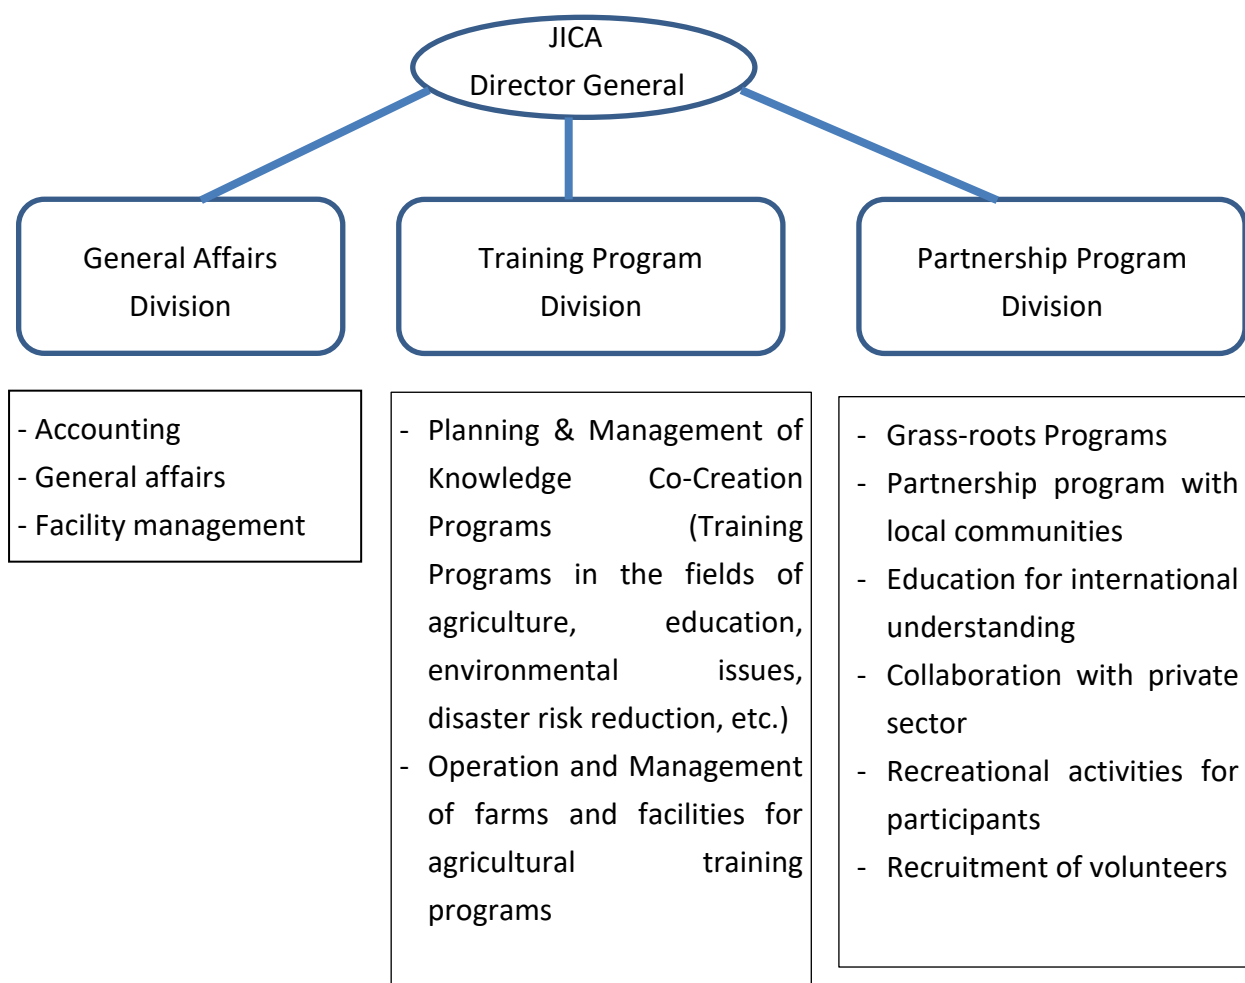 JICA
Director General
General Affairs
Division
Training Program
Division
Partnership Program
Division
- Accounting
- General affairs
- Facility management
- Planning & Management of
Knowledge Co-Creation
Programs (Training
Programs in the fields of
agriculture, education,
environmental issues,
disaster risk reduction, etc.)
- Operation and Management
of farms and facilities for
agricultural training
programs
- Grass-roots Programs
- Partnership program with
local communities
- Education for international
understanding
- Collaboration with private
sector
- Recreational activities for
participants
- Recruitment of volunteers